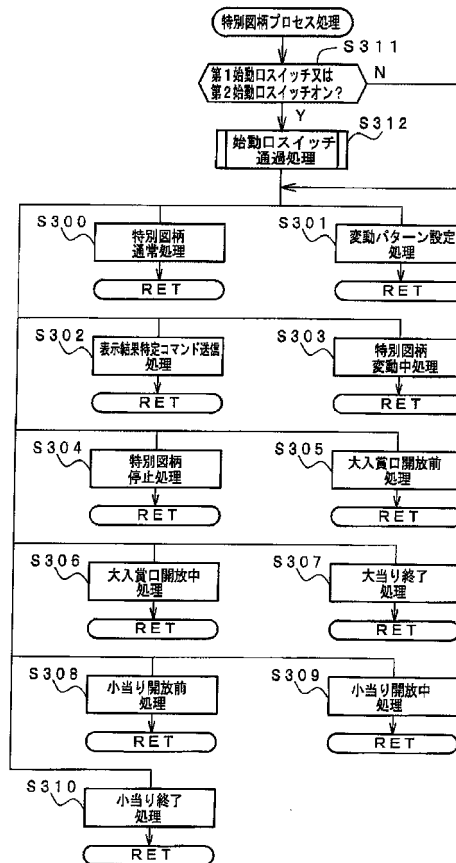 特別図柄プロセス処理
S311
第1始動口スイッチ又は
第2始動口スイッチオン?
N
Y
S312
始動口スイッチ
通過処理
S300
特別図柄
通常処理
RET
S301
変動パターン設定
処理
RET
S302
表示結果特定コマンド送信
処理
RET
S303
特別図柄
変動中処理
RET
S304
特別図柄
停止処理
RET
S305
大入賞口開放前
処理
RET
S306
大入賞口開放中
処理
RET
S307
大当り終了
処理
RET
S308
小当り開放前
処理
RET
S309
小当り開放中
処理
RET
S310
小当り終了
処理
RET